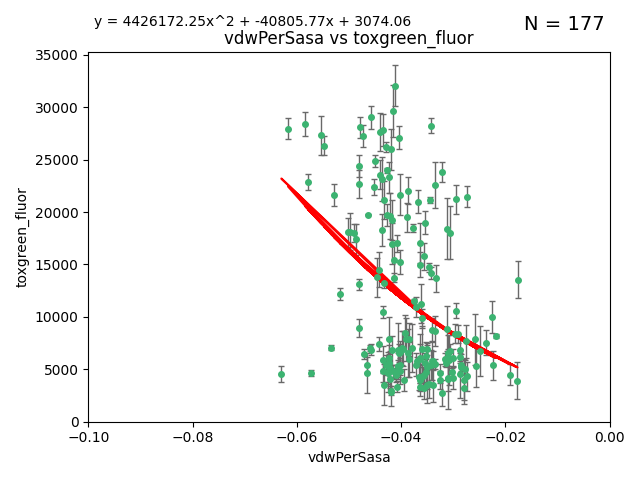 y = 4426172.25x^2 + -40805.77x + 3074.06
N = 177
vdwPerSasa vs toxgreen_fluor
35000
30000
25000
20000
15000
10000
5000
0
toxgreen_fluor
−0.10 −0.08 −0.06 −0.04 −0.02 0.00
vdwPerSasa